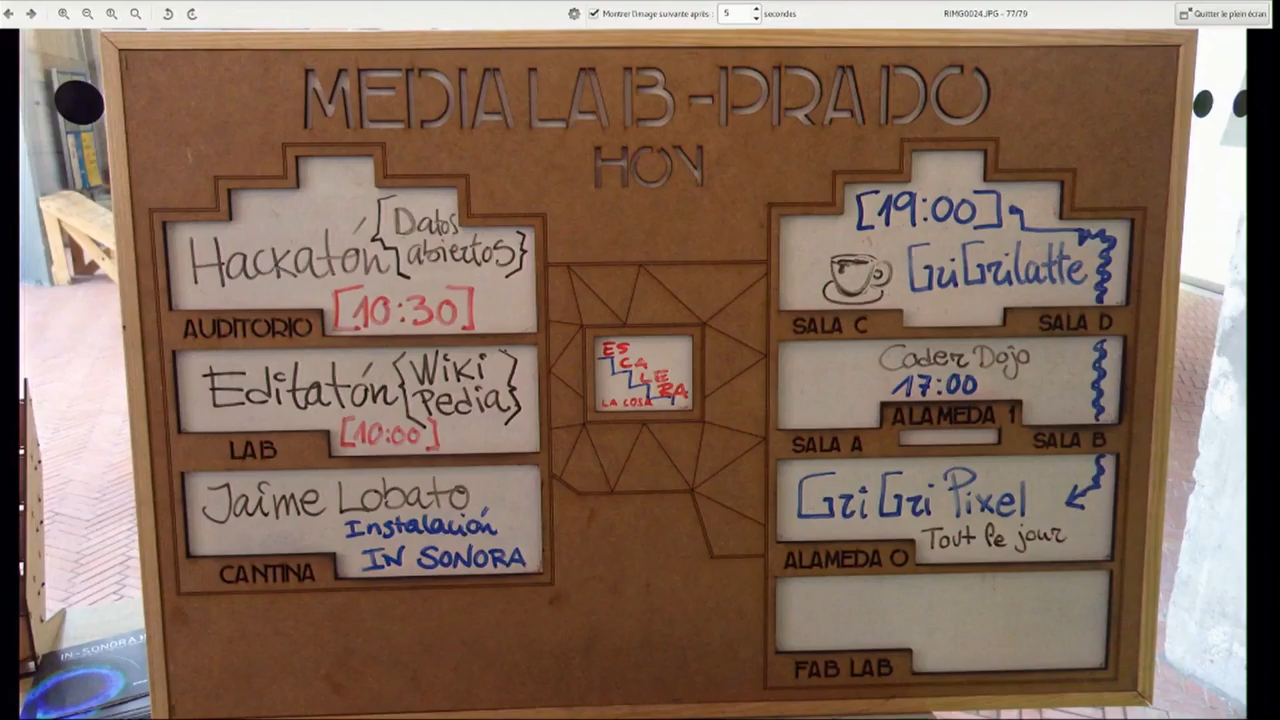 Montrer l'image suivante après : 5 secondes
RIMG0024.JPG - 77/79
Quitter le plein écran
MEDIALAB-PRADO
HOY
Hackatón {Datos abiertos}
[10:30]
AUDITORIO
Editatón {Wiki Pedia}
[10:00]
LAB
Jaime Lobato
Instalación
IN SONORA
CANTINA
ES
CA
LE
RA
LA COSA
[19:00]
GriGrilatte
SALA C
SALA D
Coder Dojo
17:00
ALAMEDA 1
SALA A
SALA B
GriGri Pixel
Tout le jour
ALAMEDA 0
FAB LAB
IN-SONORA